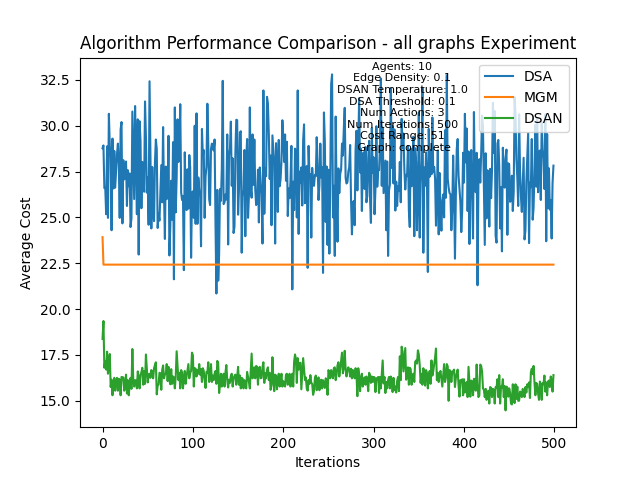 Algorithm Performance Comparison - all graphs Experiment
Agents: 10
Edge Density: 0.1
DSAN Temperature: 1.0
DSA Threshold: 0.1
Num Actions: 3
Num Iterations: 500
Cost Range: 51
Graph: complete
DSA
MGM
DSAN
Average Cost
32.5
30.0
27.5
25.0
22.5
20.0
17.5
15.0
0
100
200
300
400
500
Iterations